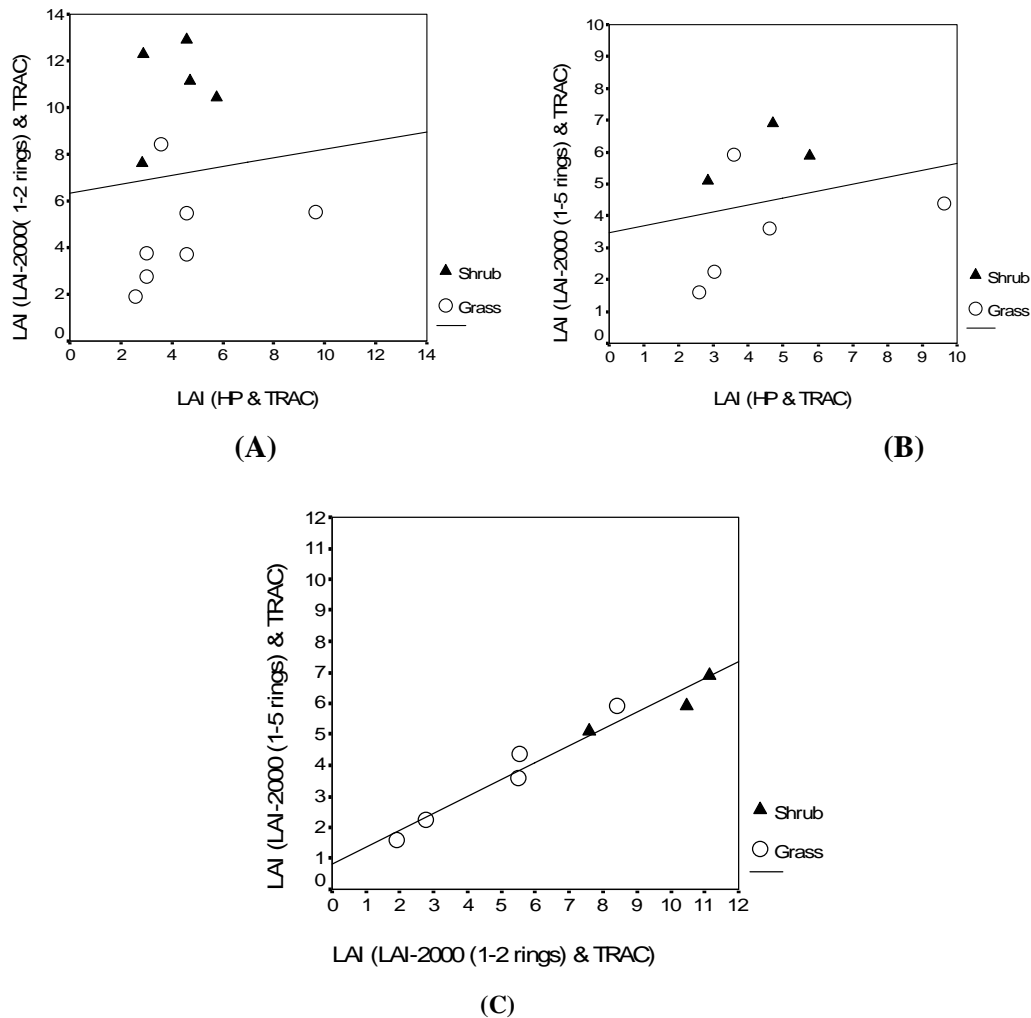 14
12
10
8
6
4
2
0
0 2 4 6 8 10 12 14
LAI (LAI-2000( 1-2 rings) & TRAC)
LAI (HP & TRAC)
Shrub
Grass
(A)
10
9
8
7
6
5
4
3
2
1
0
0 1 2 3 4 5 6 7 8 9 10
LAI (LAI-2000 (1-5 rings) & TRAC)
LAI (HP & TRAC)
Shrub
Grass
(B)
12
11
10
9
8
7
6
5
4
3
2
1
0
0 1 2 3 4 5 6 7 8 9 10 11 12
LAI (LAI-2000 (1-5 rings) & TRAC)
LAI (LAI-2000 (1-2 rings) & TRAC)
Shrub
Grass
(C)